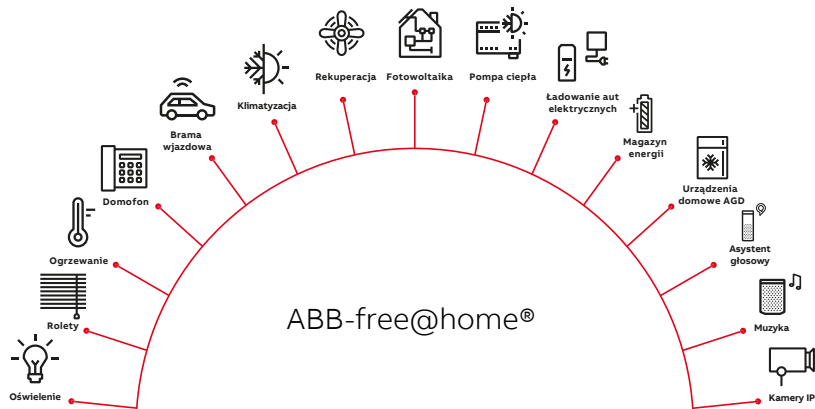 Rekuperacja
Fotowoltaika
Pompa ciepła
Klimatyzacja
Ładowanie aut
elektrycznych
Brama
wjazdowa
Magazyn
energii
Domofon
Urządzenia
domowe AGD
Ogrzewanie
Asystent
głosowy
Rolety
ABB-free@home®
Muzyka
Oświelenie
Kamery IP